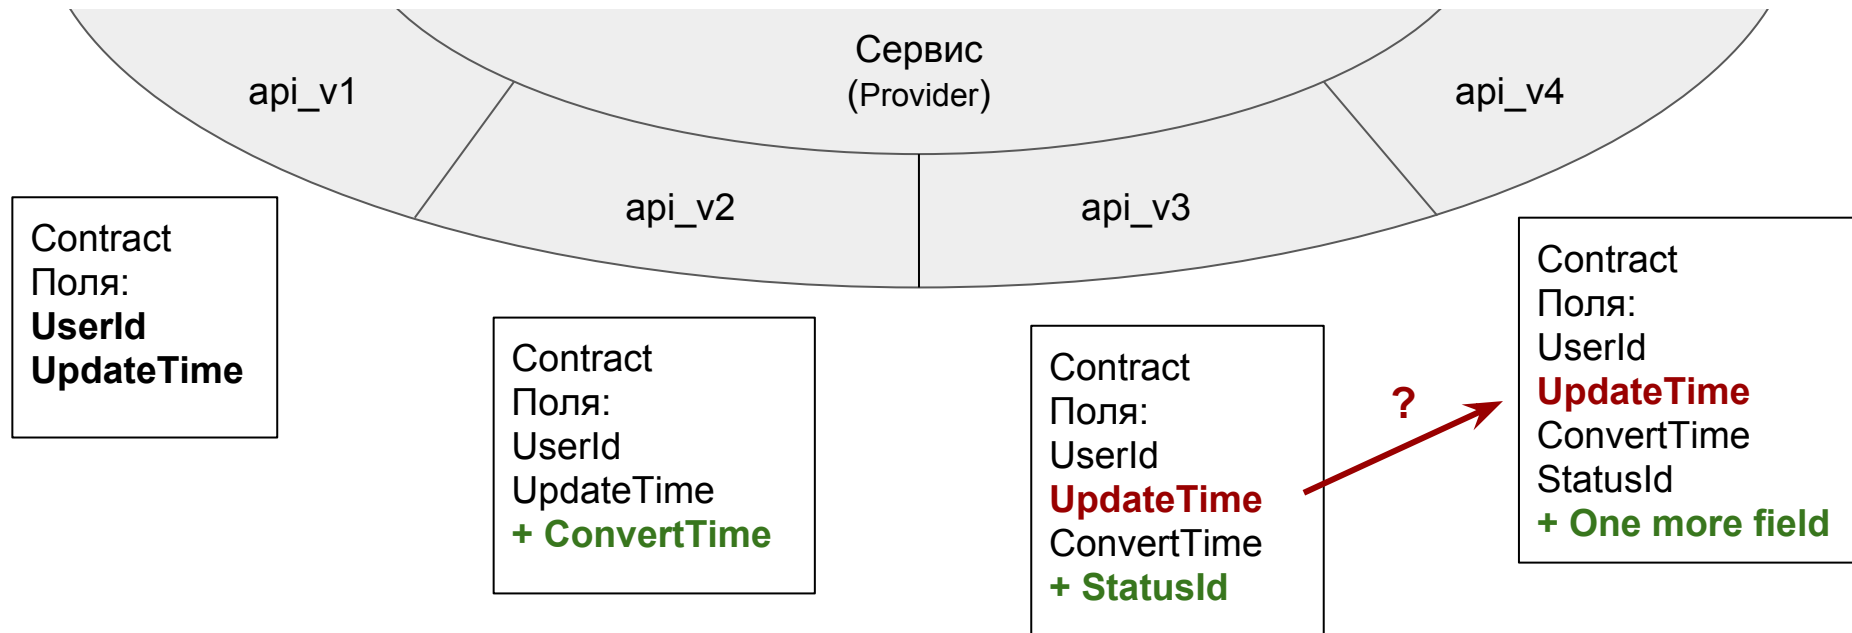 Сервис
(Provider)
api_v1
api_v2
api_v3
api_v4
Contract
Поля:
UserId
UpdateTime
Contract
Поля:
UserId
UpdateTime
+ ConvertTime
Contract
Поля:
UserId
UpdateTime
ConvertTime
+ StatusId
?
Contract
Поля:
UserId
UpdateTime
ConvertTime
StatusId
+ One more field